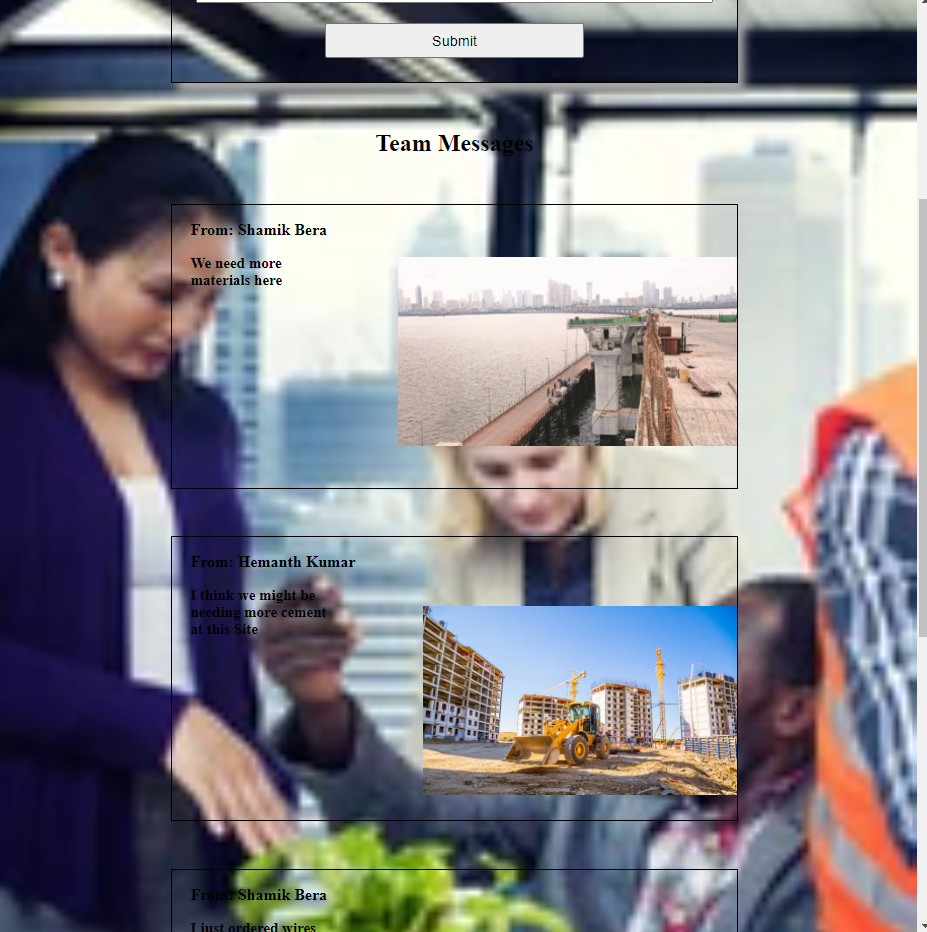 Submit
Team Messages
From: Shamik Bera
We need more
materials here
From: Hemanth Kumar
I think we might be
needing more cement
at this Site
From: Shamik Bera
I just ordered wires